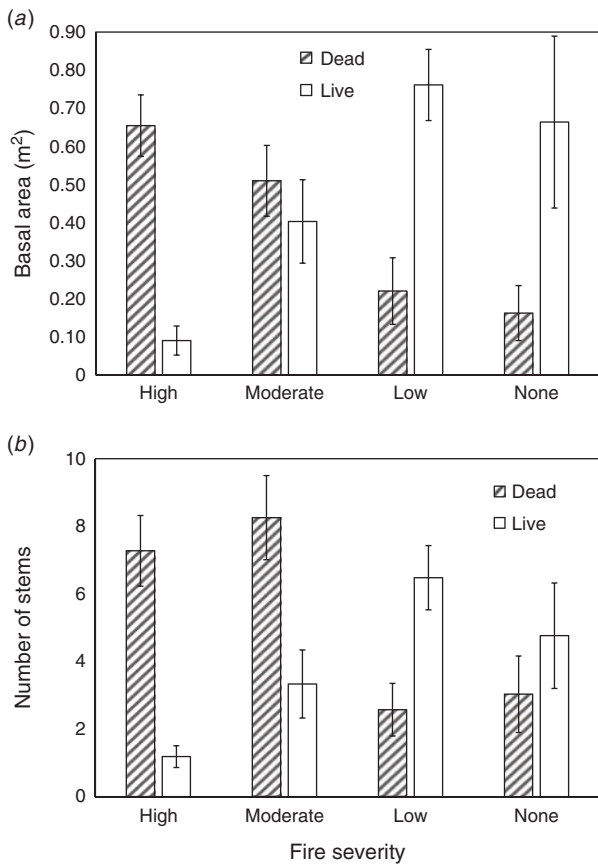 (a)
0.90
0.80
0.70
0.60
0.50
0.40
0.30
0.20
0.10
0
Basal area (m²)
Dead
Live
High Moderate Low None
(b)
10
8
6
4
2
0
Number of stems
Dead
Live
High Moderate Low None
Fire severity